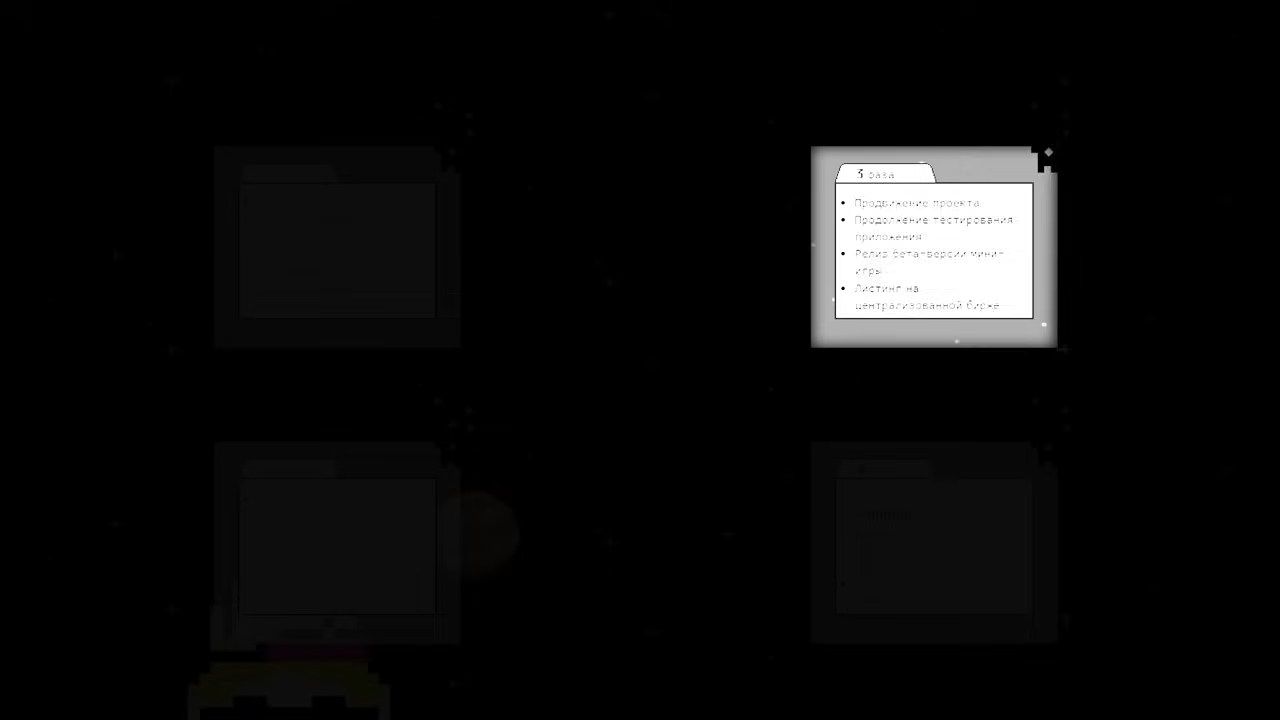 3 фаза
• Продвижение проекта
• Продолжение тестирования
приложения
• Релиз бета-версии мини-
игры
• Листинг на
централизованной бирже